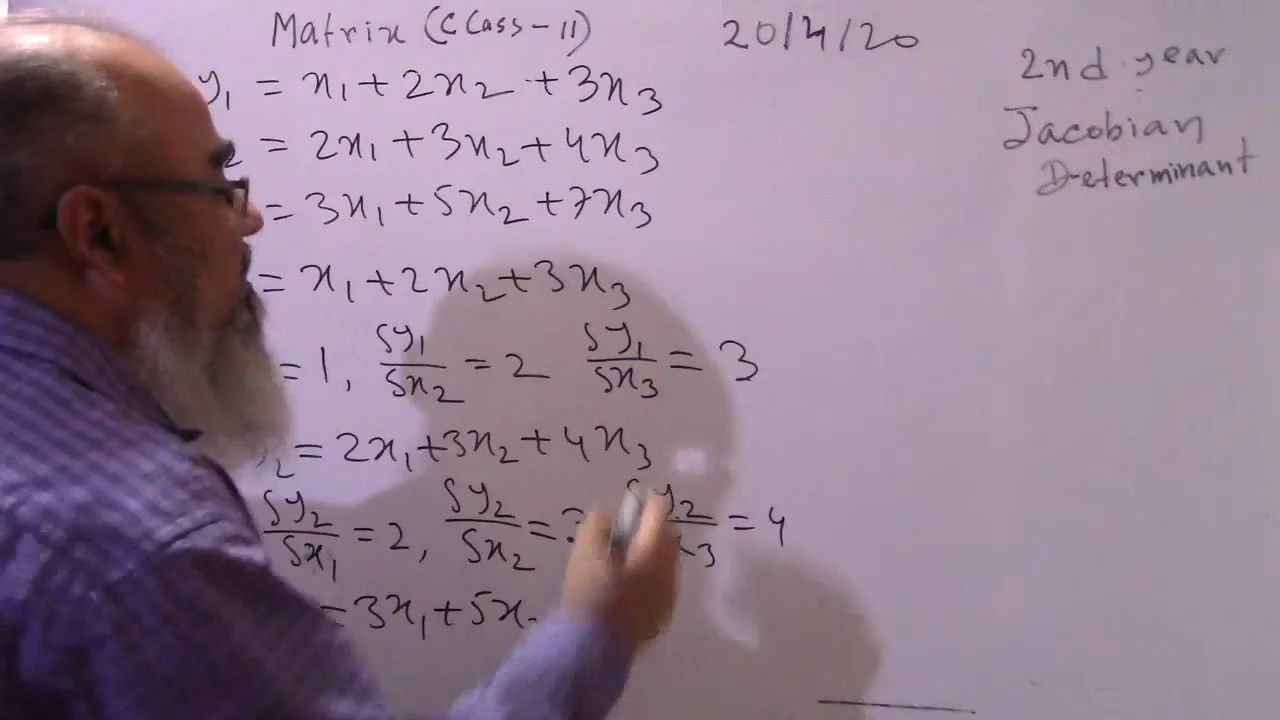 Matrix (Class-11) 20/4/20
2nd year
Jacobian
Determinant
y₁ = x₁ + 2x₂ + 3x₃
₂ = 2x₁ + 3x₂ + 4x₃
= 3x₁ + 5x₂ + 7x₃
= x₁ + 2x₂ + 3x₃
= 1, δy₁/δx₂ = 2 δy₁/δx₃ = 3
₂ = 2x₁ + 3x₂ + 4x₃
δy₂/δx₁ = 2, δy₂/δx₂ = 3 δy₂/δx₃ = 4
= 3x₁ + 5x